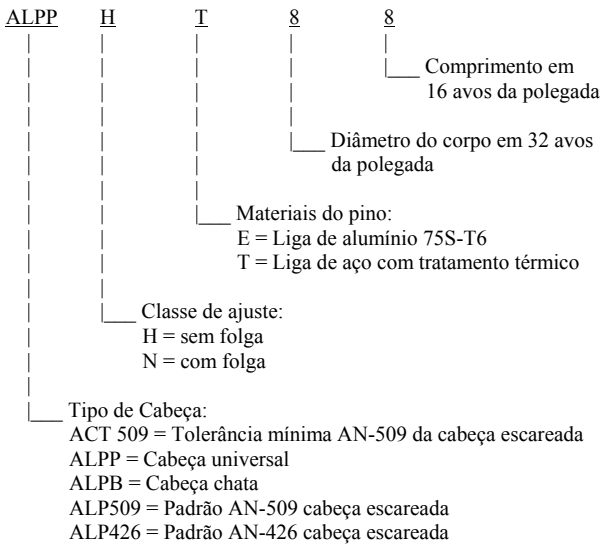 ALPP H T 8 8
Comprimento em
16 avos da polegada
Diâmetro do corpo em 32 avos
da polegada
Materiais do pino:
E = Liga de alumínio 75S-T6
T = Liga de aço com tratamento térmico
Classe de ajuste:
H = sem folga
N = com folga
Tipo de Cabeça:
ACT 509 = Tolerância mínima AN-509 da cabeça escareada
ALPP = Cabeça universal
ALPB = Cabeça chata
ALP509 = Padrão AN-509 cabeça escareada
ALP426 = Padrão AN-426 cabeça escareada